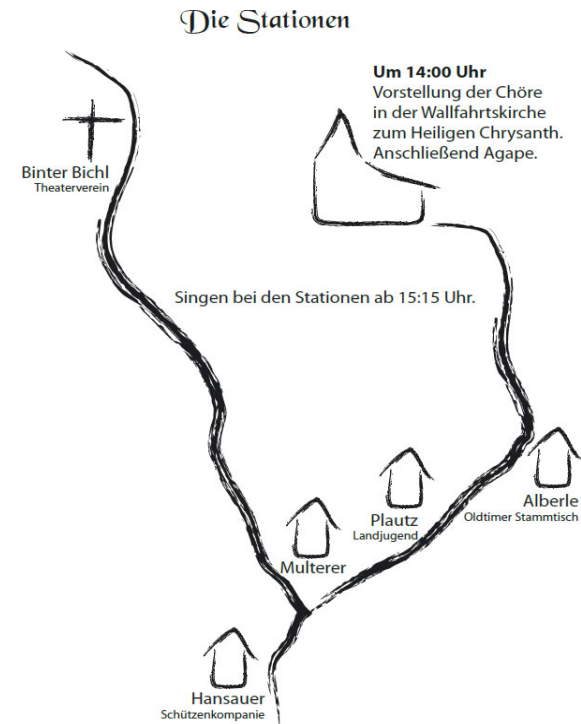 Die Stationen
Um 14:00 Uhr
Vorstellung der Chöre
in der Wallfahrtskirche
zum Heiligen Chrysanth.
Anschließend Agape.
Binter Bichl
Theaterverein
Singen bei den Stationen ab 15:15 Uhr.
Alberle
Oldtimer Stammtisch
Plautz
Landjugend
Multerer
Hansauer
Schützenkompanie